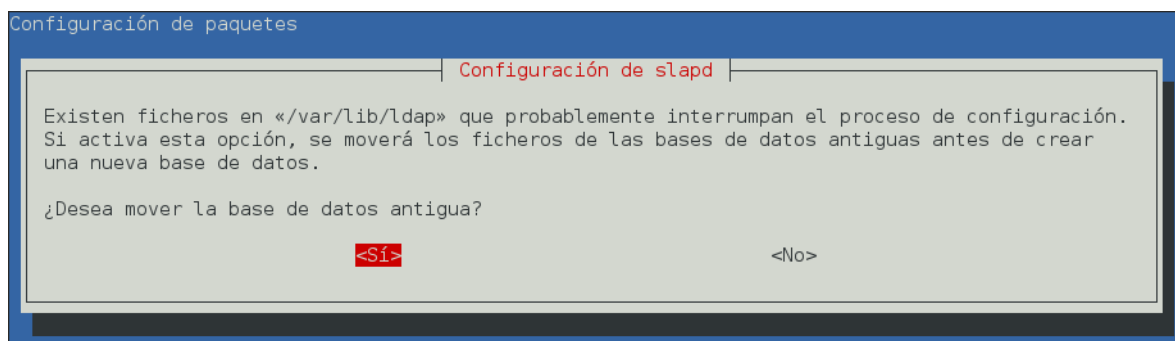 Configuración de paquetes
Configuración de slapd
Existen ficheros en «/var/lib/ldap» que probablemente interrumpan el proceso de configuración.
Si activa esta opción, se moverá los ficheros de las bases de datos antiguas antes de crear
una nueva base de datos.
¿Desea mover la base de datos antigua?
<Sí> <No>